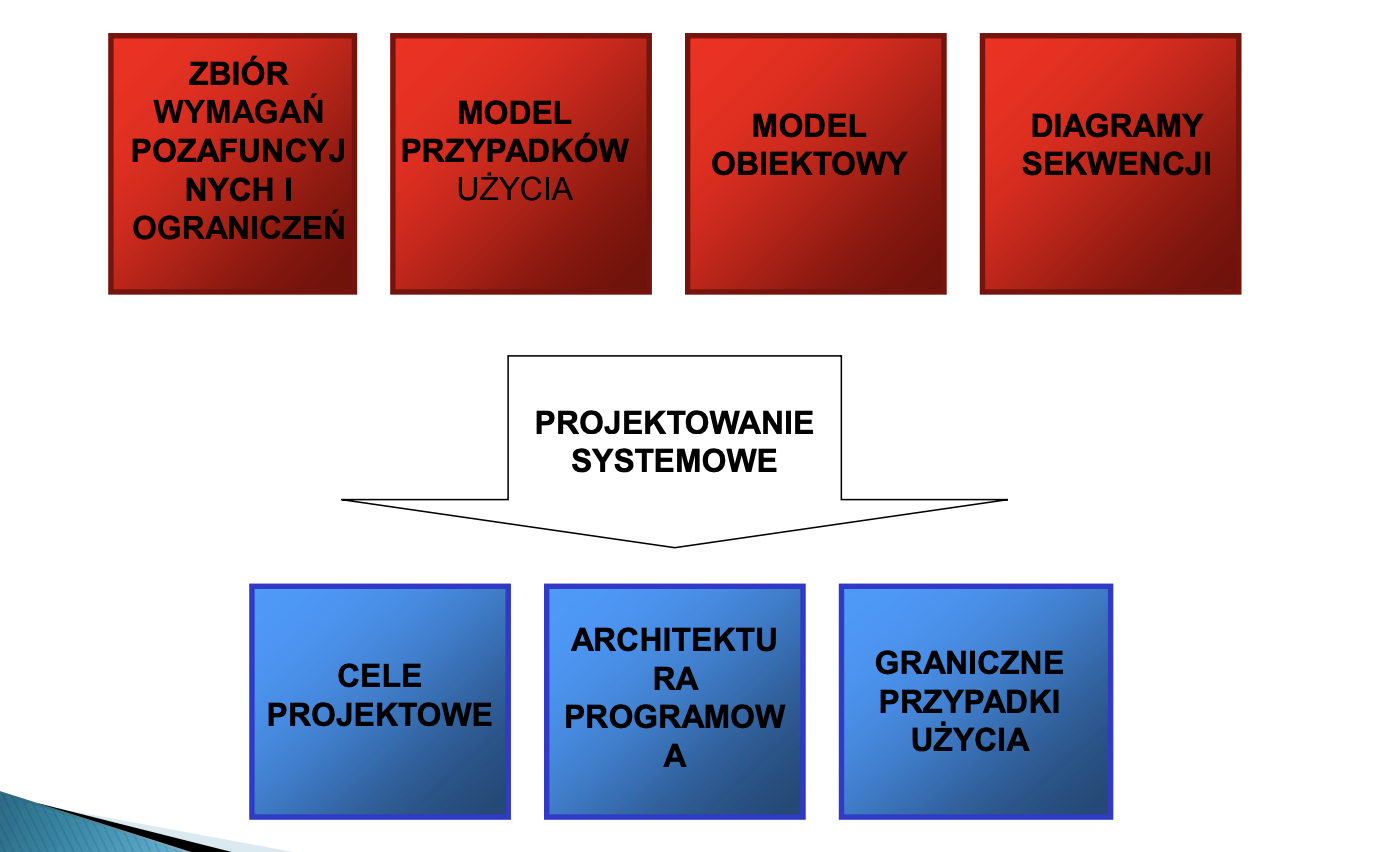 ZBIÓR
WYMAGAŃ
POZAFUNCYJ
NYCH I
OGRANICZEŃ
MODEL
PRZYPADKÓW
UŻYCIA
MODEL
OBIEKTOWY
DIAGRAMY
SEKWENCJI
PROJEKTOWANIE
SYSTEMOWE
CELE
PROJEKTOWE
ARCHITEKTU
RA
PROGRAMOW
A
GRANICZNE
PRZYPADKI
UŻYCIA